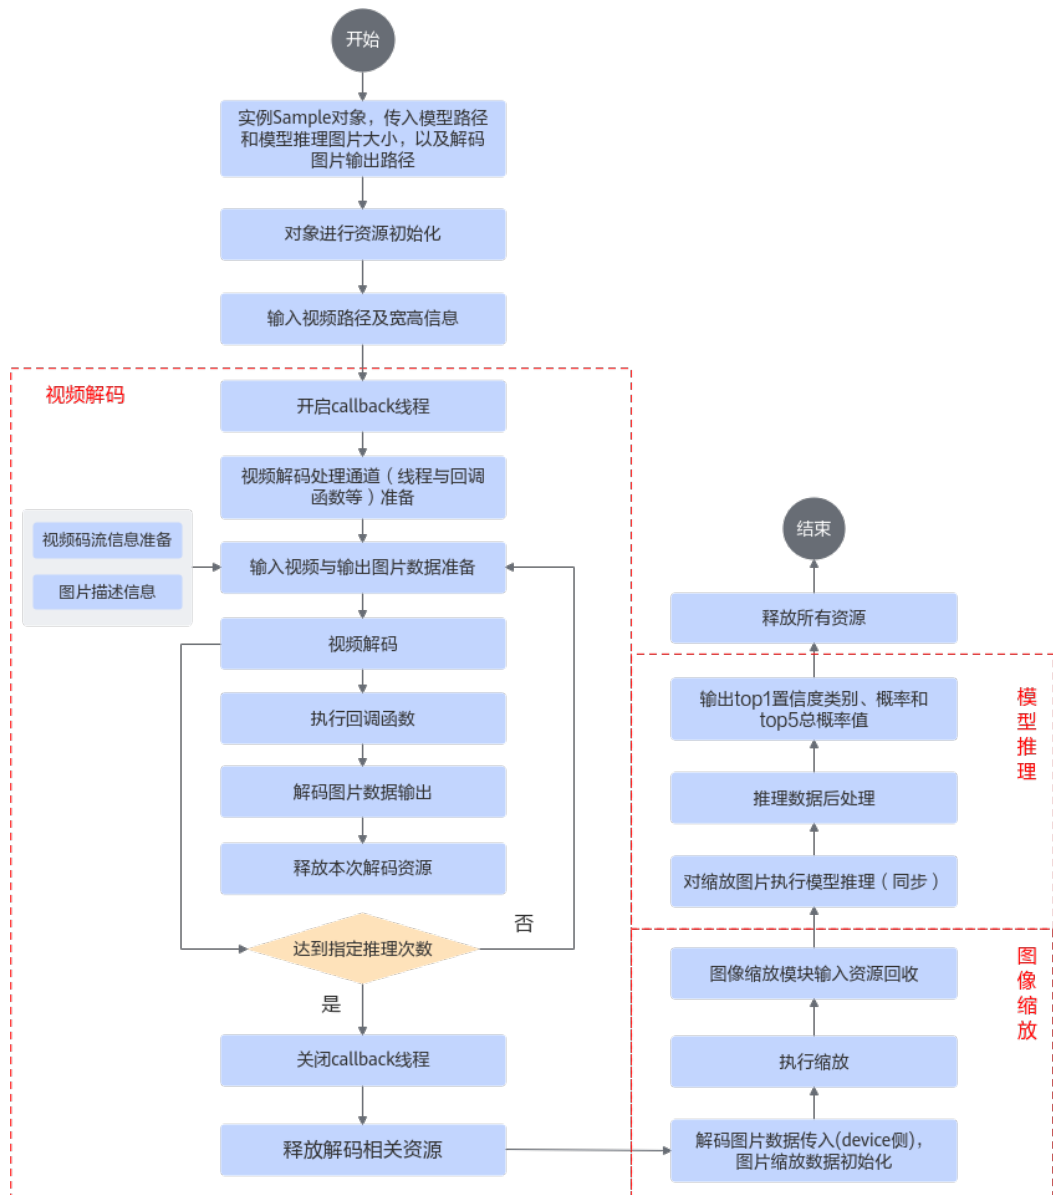 开始
实例Sample对象，传入模型路径
和模型推理图片大小，以及解码
图片输出路径
对象进行资源初始化
输入视频路径及宽高信息
视频解码
开启callback线程
视频解码处理通道（线程与回调
函数等）准备
视频码流信息准备
图片描述信息
输入视频与输出图片数据准备
视频解码
执行回调函数
解码图片数据输出
释放本次解码资源
达到指定推理次数
否
是
关闭callback线程
释放解码相关资源
图像缩放
解码图片数据传入(device侧)，
图片缩放数据初始化
执行缩放
图像缩放模块输入资源回收
模型推理
对缩放图片执行模型推理（同步）
推理数据后处理
输出top1置信度类别、概率和
top5总概率值
释放所有资源
结束